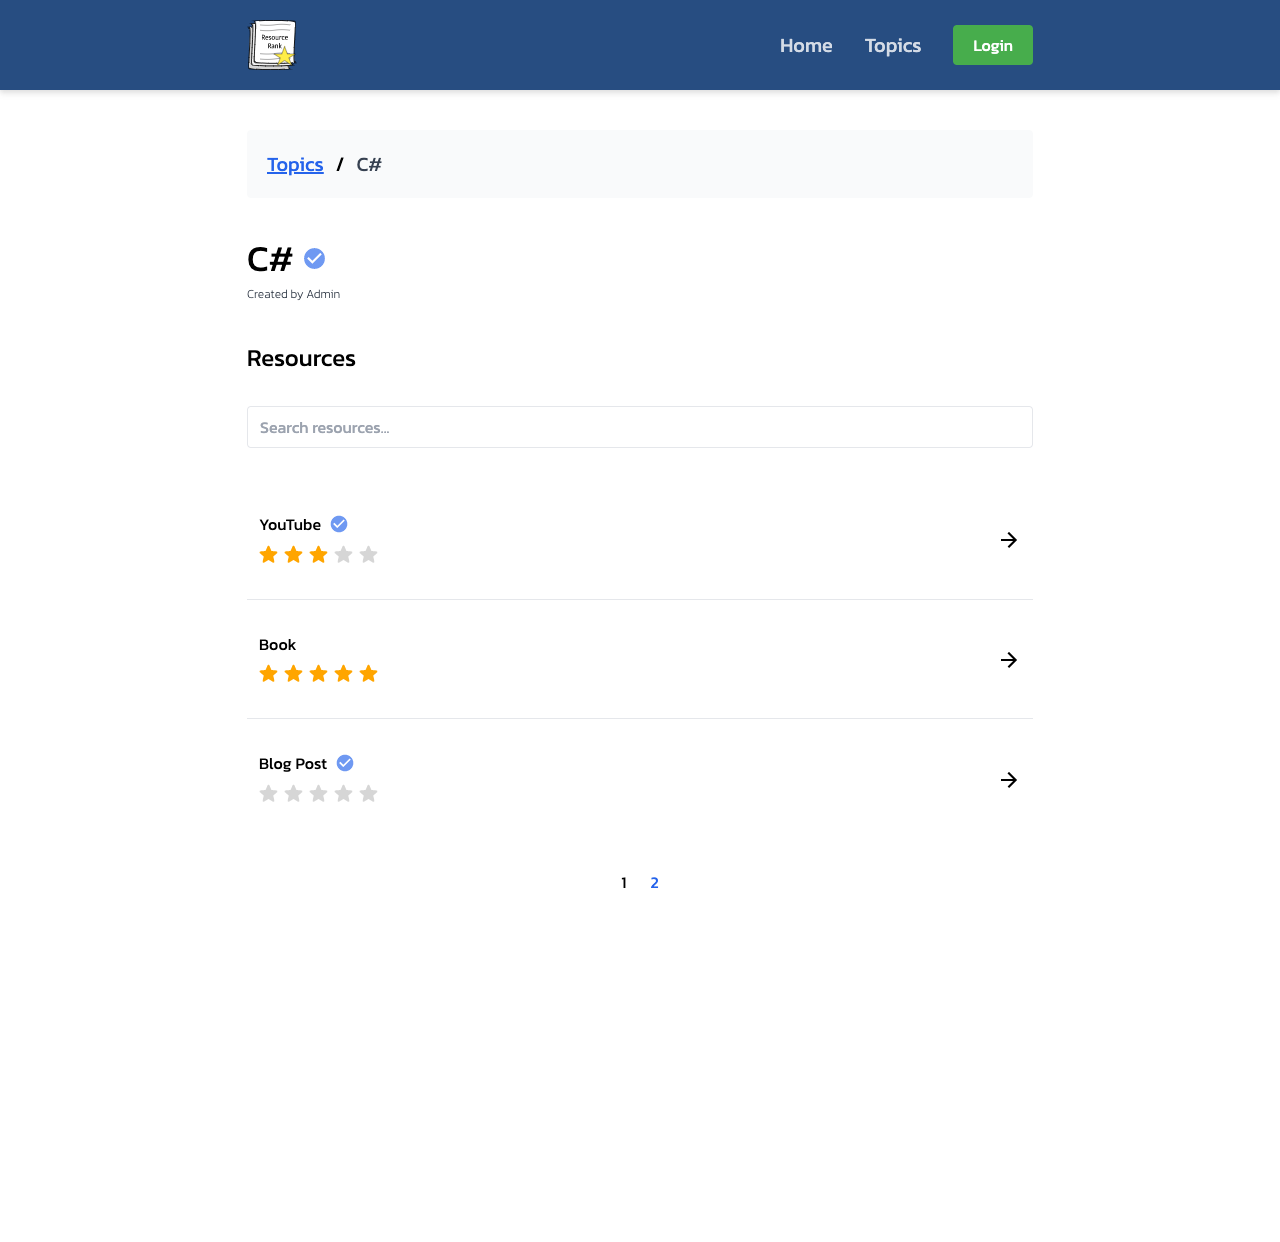 Resource
Rank
Home Topics Login
Topics / C#
C#
Created by Admin
Resources
Search resources...
YouTube
Book
Blog Post
1 2